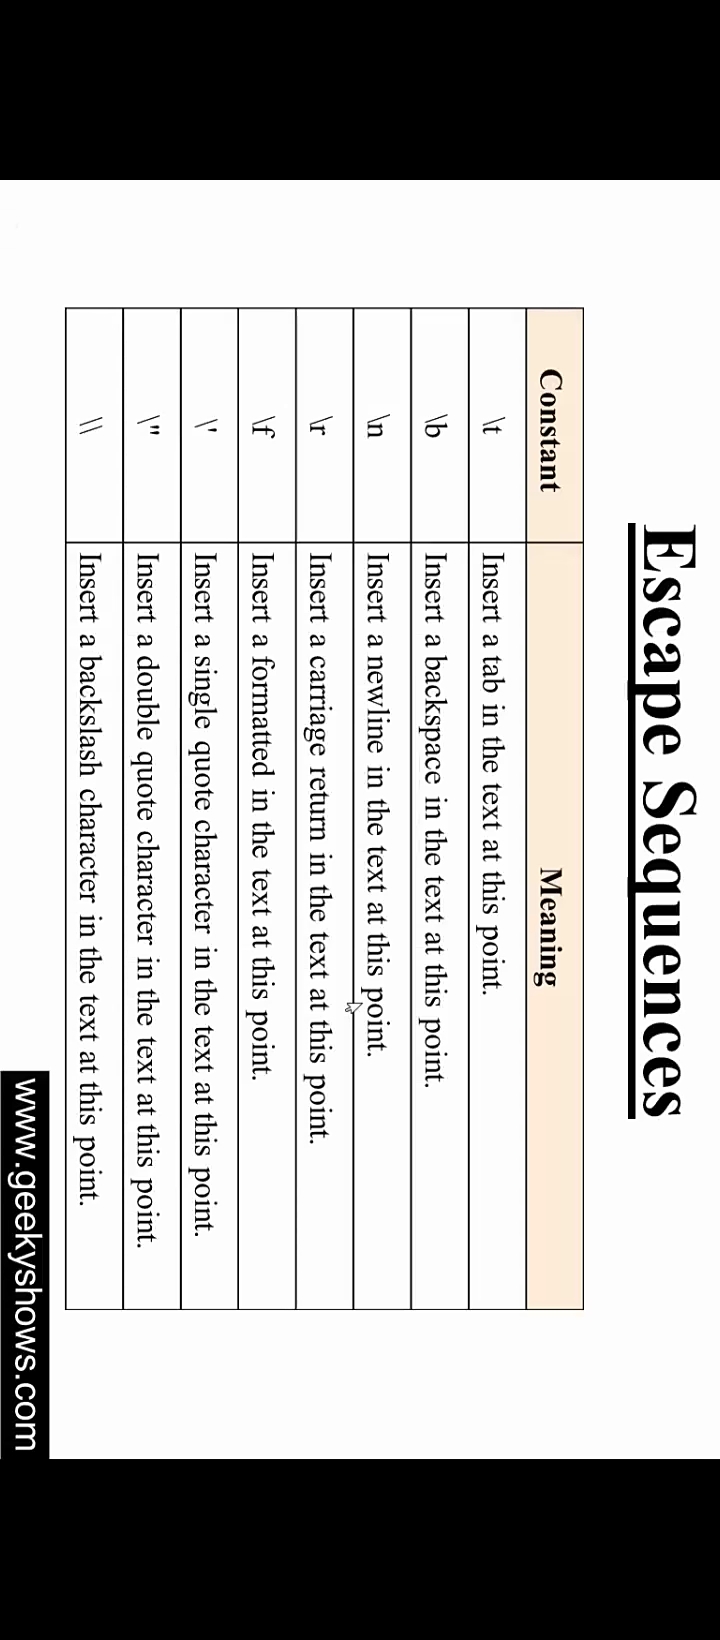 Escape Sequences
Constant Meaning
\t Insert a tab in the text at this point.
\b Insert a backspace in the text at this point.
\n Insert a newline in the text at this point.
\r Insert a carriage return in the text at this point.
\f Insert a formatted in the text at this point.
\' Insert a single quote character in the text at this point.
\" Insert a double quote character in the text at this point.
\\ Insert a backslash character in the text at this point.
www.geekyshows.com